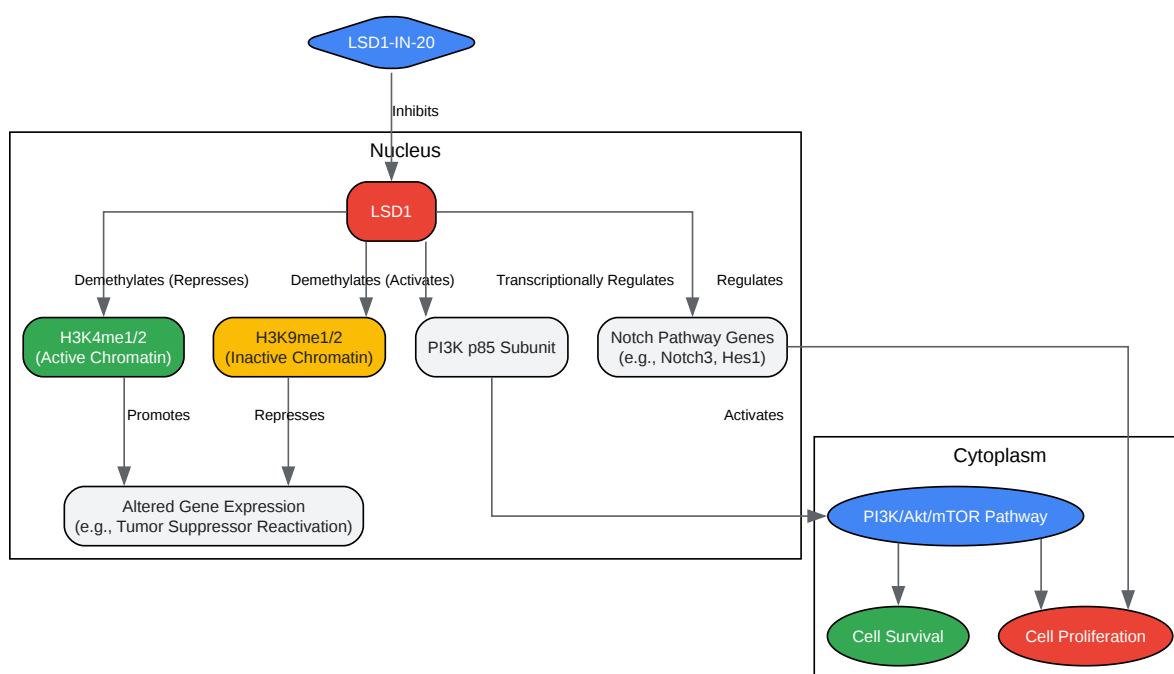 LSD1-IN-20
Inhibits
Nucleus
LSD1
Demethylates (Represses)
Demethylates (Activates)
Transcriptionally Regulates
Regulates
H3K4me1/2
(Active Chromatin)
H3K9me1/2
(Inactive Chromatin)
PI3K p85 Subunit
Notch Pathway Genes
(e.g., Notch3, Hes1)
Promotes
Represses
Activates
Cytoplasm
Altered Gene Expression
(e.g., Tumor Suppressor Reactivation)
PI3K/Akt/mTOR Pathway
Cell Survival
Cell Proliferation